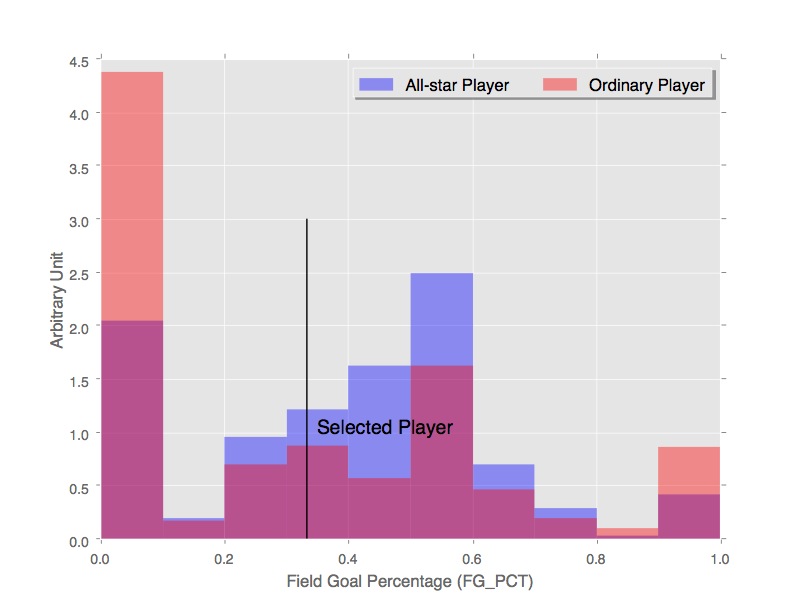 All-star Player Ordinary Player
4.5
4.0
3.5
3.0
2.5
2.0
1.5
1.0
0.5
0.0
Arbitrary Unit
Selected Player
0.0 0.2 0.4 0.6 0.8 1.0
Field Goal Percentage (FG_PCT)